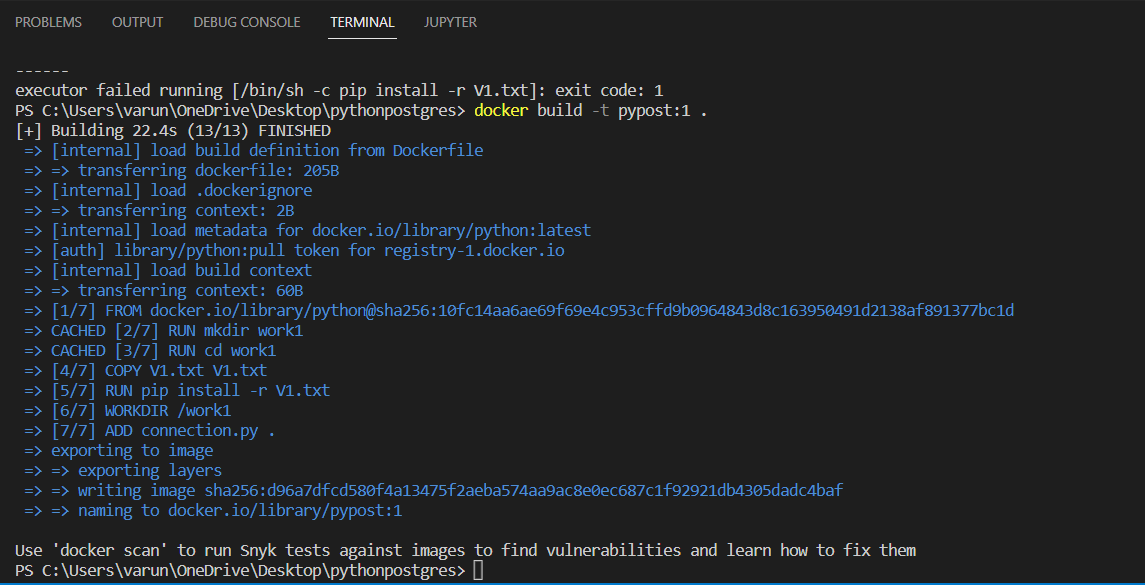 PROBLEMS OUTPUT DEBUG CONSOLE TERMINAL JUPYTER
------
executor failed running [/bin/sh -c pip install -r V1.txt]: exit code: 1
PS C:\Users\varun\OneDrive\Desktop\pythonpostgres> docker build -t pypost:1 .
[+] Building 22.4s (13/13) FINISHED
=> [internal] load build definition from Dockerfile
=> => transferring dockerfile: 205B
=> [internal] load .dockerignore
=> => transferring context: 2B
=> [internal] load metadata for docker.io/library/python:latest
=> [auth] library/python:pull token for registry-1.docker.io
=> [internal] load build context
=> => transferring context: 60B
=> [1/7] FROM docker.io/library/python@sha256:10fc14aa6ae69f69e4c953cffd9b0964843d8c163950491d2138af891377bc1d
=> CACHED [2/7] RUN mkdir work1
=> CACHED [3/7] RUN cd work1
=> [4/7] COPY V1.txt V1.txt
=> [5/7] RUN pip install -r V1.txt
=> [6/7] WORKDIR /work1
=> [7/7] ADD connection.py .
=> exporting to image
=> => exporting layers
=> => writing image sha256:d96a7dfcd580f4a13475f2aeba574aa9ac8e0ec687c1f92921db4305dadc4baf
=> => naming to docker.io/library/pypost:1
Use 'docker scan' to run Snyk tests against images to find vulnerabilities and learn how to fix them
PS C:\Users\varun\OneDrive\Desktop\pythonpostgres>